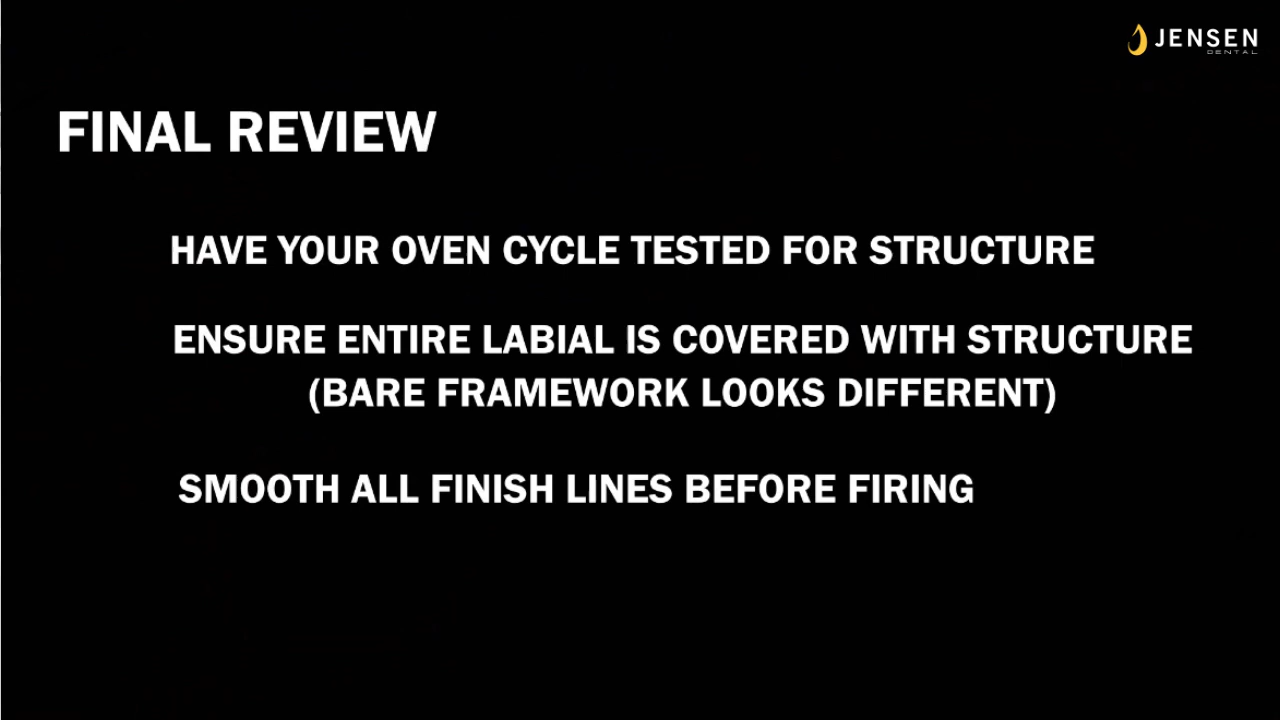 JENSEN
DENTAL
FINAL REVIEW
HAVE YOUR OVEN CYCLE TESTED FOR STRUCTURE
ENSURE ENTIRE LABIAL IS COVERED WITH STRUCTURE
(BARE FRAMEWORK LOOKS DIFFERENT)
SMOOTH ALL FINISH LINES BEFORE FIRING